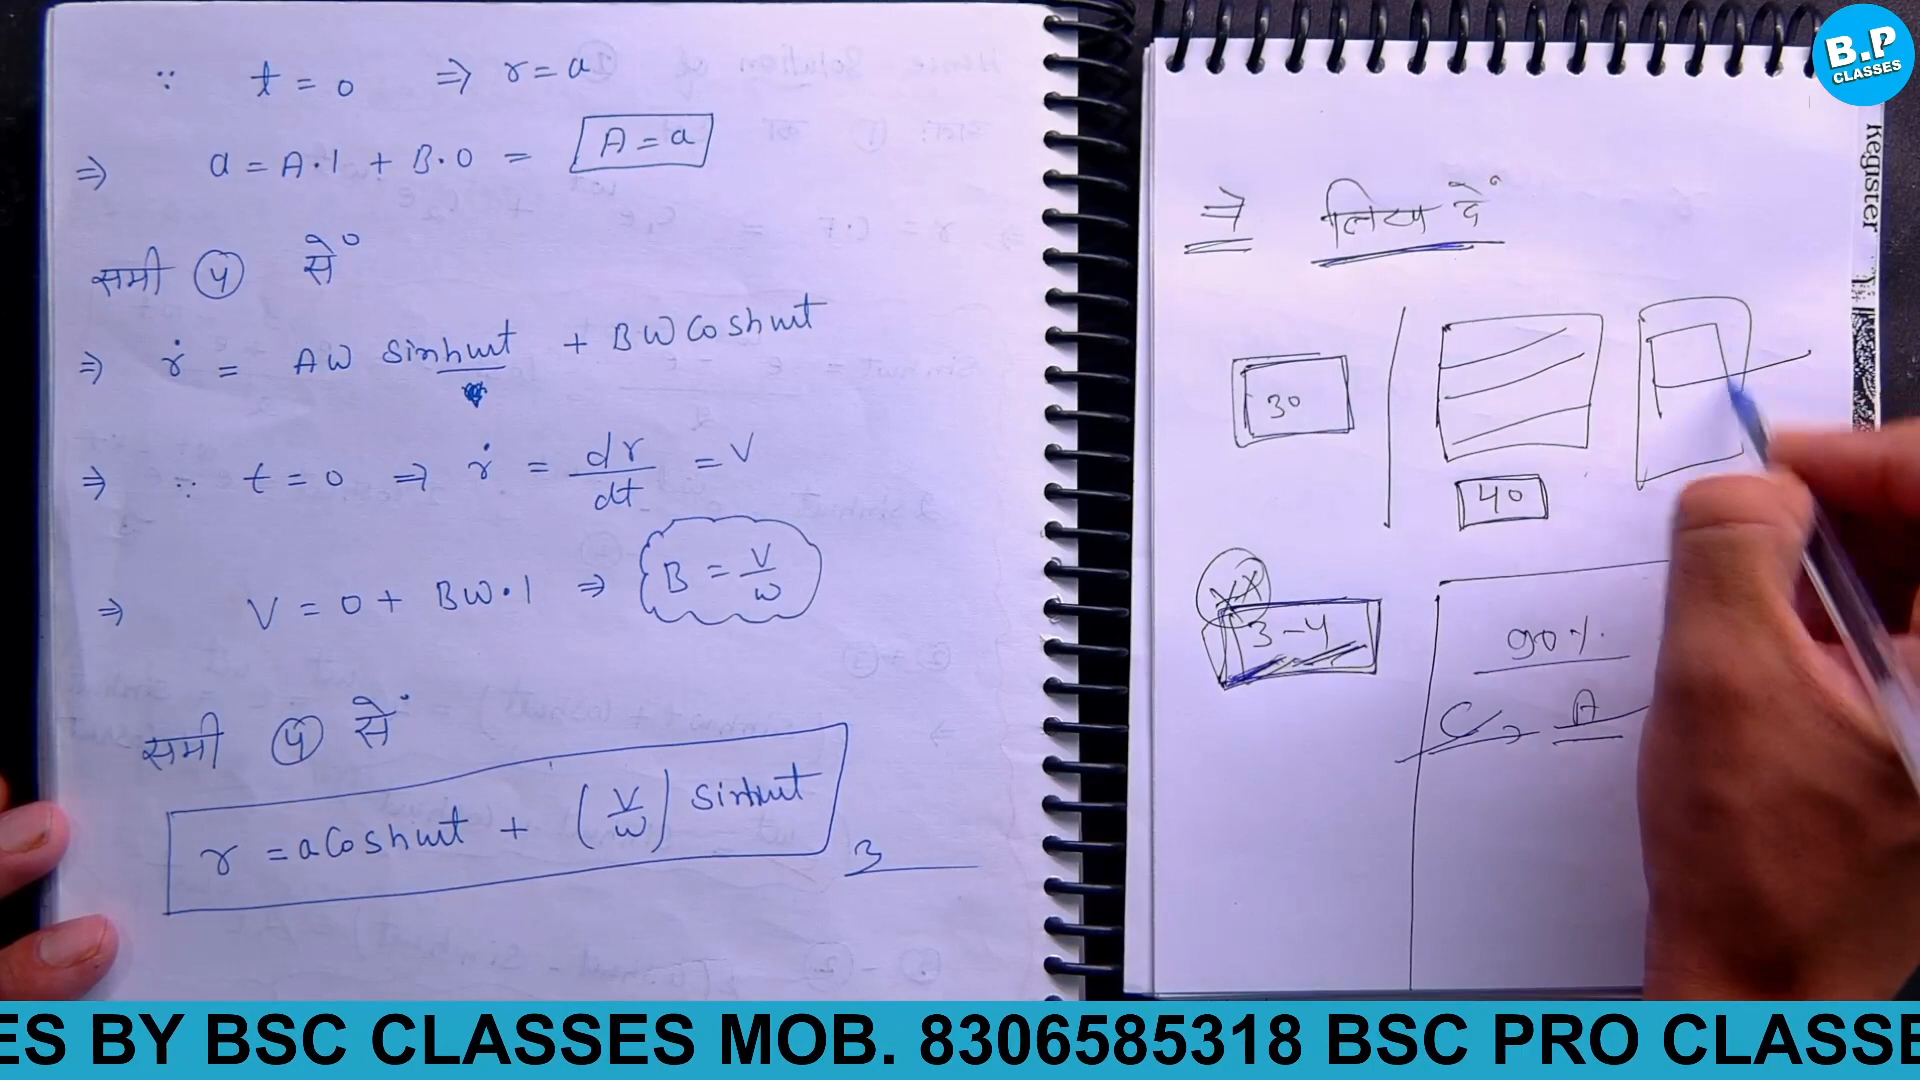 ∵ t = 0 ⇒ r = a
⇒ a = A·1 + B·0 = A = a
समी ④ से
⇒ ṙ = Aω sinhωt + Bω Coshωt
⇒ ∵ t = 0 ⇒ ṙ = dr/dt = V
⇒ V = 0 + Bω·1 ⇒ B = V/ω
समी ④ से
r = a Coshωt + (V/ω) sinhωt
3
⇒
30
40
3-4
90%
C, A
Register
B.P
CLASSES
ES BY BSC CLASSES MOB. 8306585318 BSC PRO CLASSE